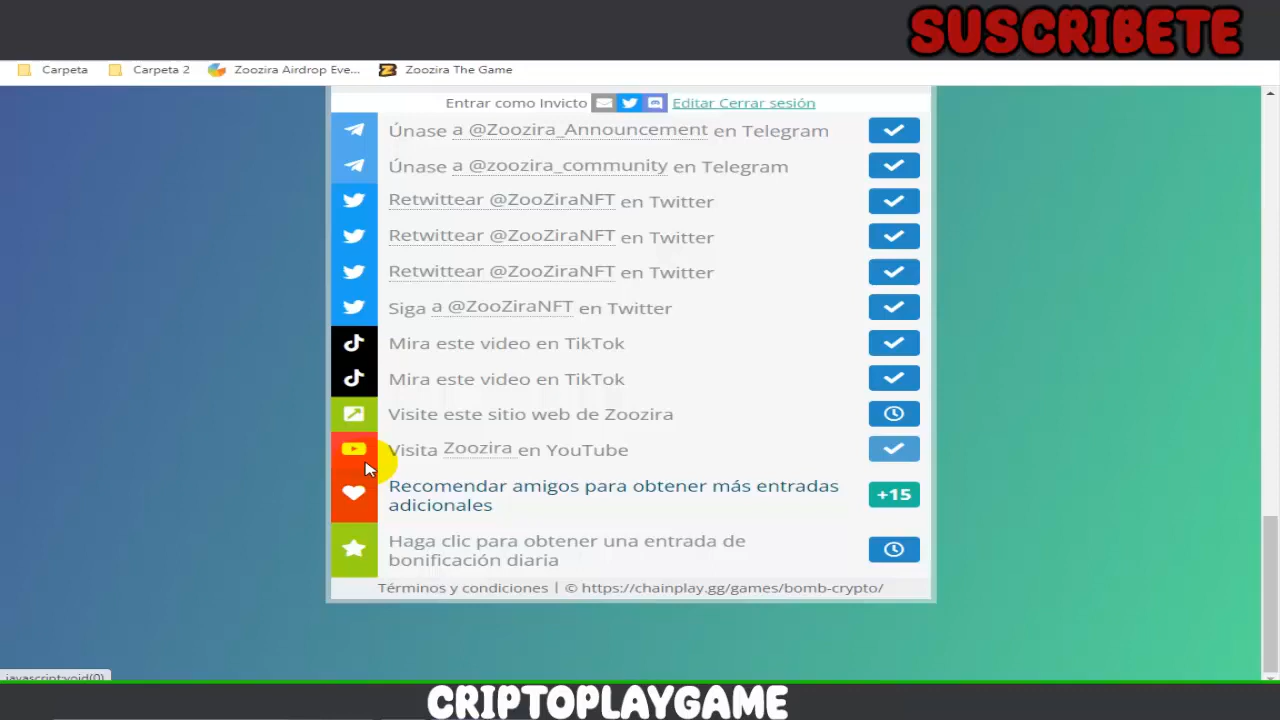 SUSCRIBETE
Carpeta Carpeta 2 Zoozira Airdrop Eve... Zoozira The Game
Entrar como Invicto Editar Cerrar sesión
Únase a @Zoozira_Announcement en Telegram
Únase a @zoozira_community en Telegram
Retwittear @ZooZiraNFT en Twitter
Retwittear @ZooZiraNFT en Twitter
Retwittear @ZooZiraNFT en Twitter
Siga a @ZooZiraNFT en Twitter
Mira este video en TikTok
Mira este video en TikTok
Visite este sitio web de Zoozira
Visita Zoozira en YouTube
Recomendar amigos para obtener más entradas
adicionales
+15
Haga clic para obtener una entrada de
bonificación diaria
Términos y condiciones | © https://chainplay.gg/games/bomb-crypto/
javascript:void(0)
CRIPTOPLAYGAME